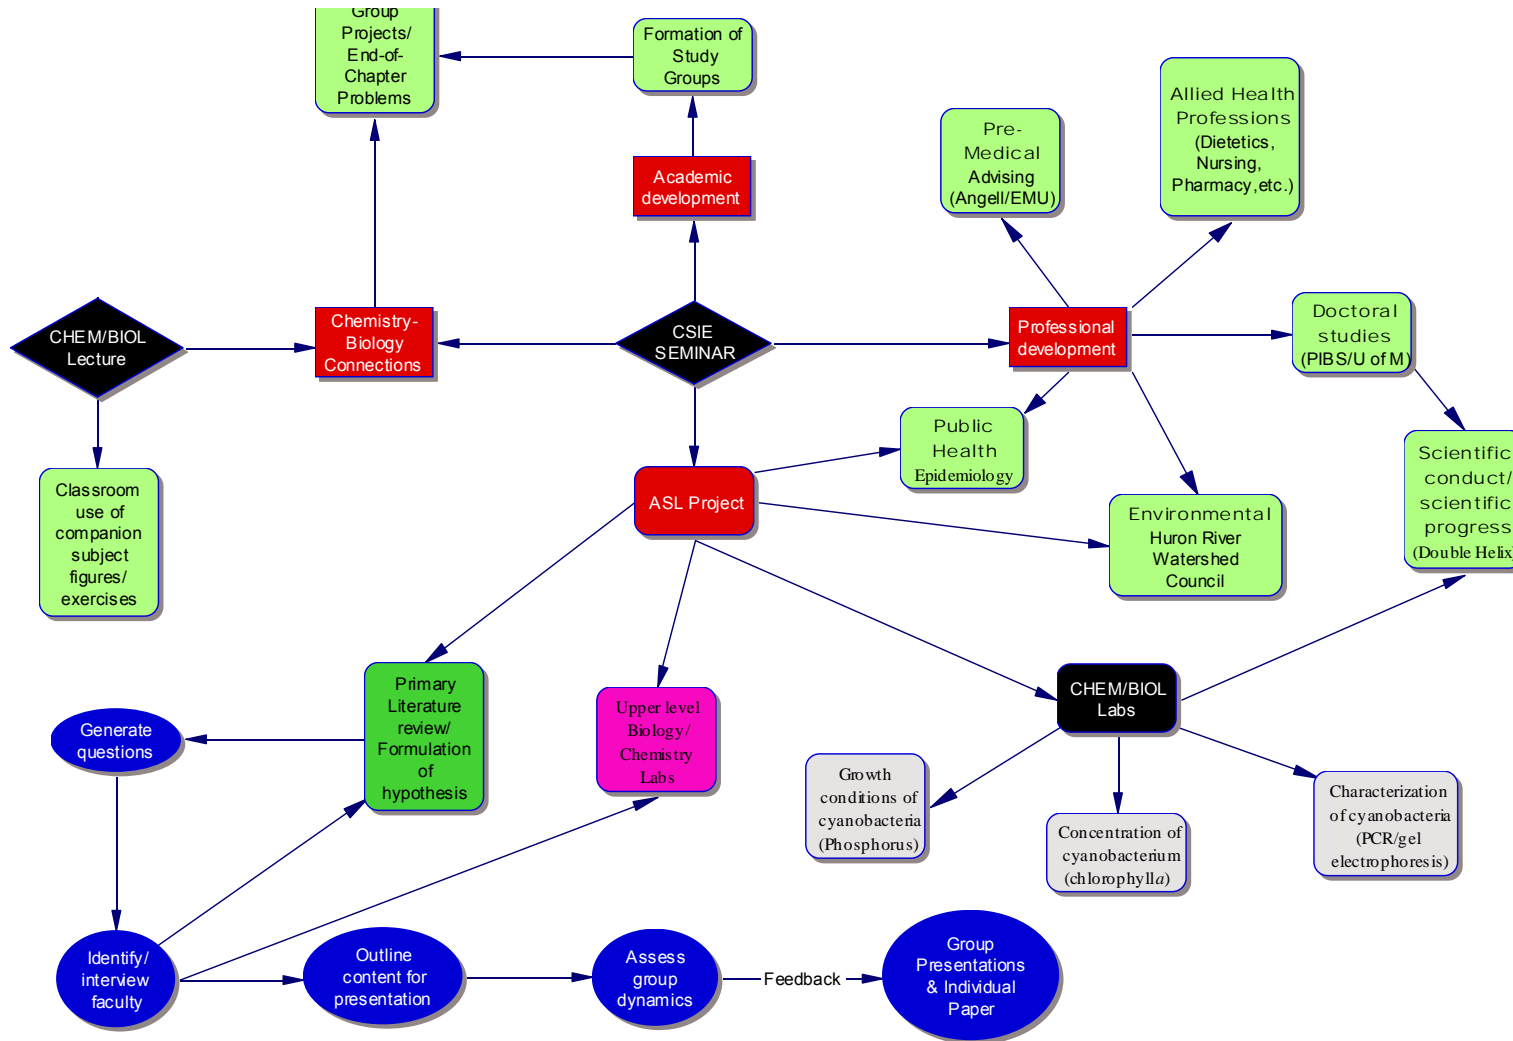 Group
Projects/
End-of-
Chapter
Problems
Formation of
Study
Groups
Allied Health
Professions
(Dietetics,
Nursing,
Pharmacy,etc.)
Pre-
Medical
Advising
(Angell/EMU)
Academic
development
CHEM/BIOL
Lecture
Chemistry-
Biology
Connections
CSIE
SEMINAR
Professional
development
Doctoral
studies
(PIBS/U of M)
Public
Health
Epidemiology
Scientific
conduct/
scientific
progress
(Double Helix)
Classroom
use of
companion
subject
figures/
exercises
ASL Project
Environmental
Huron River
Watershed
Council
Primary
Literature
review/
Formulation
of
hypothesis
Upper level
Biology/
Chemistry
Labs
CHEM/BIOL
Labs
Generate
questions
Growth
conditions of
cyanobacteria
(Phosphorus)
Concentration of
cyanobacterium
(chlorophylla)
Characterization
of cyanobacteria
(PCR/gel
electrophoresis)
Identify/
interview
faculty
Outline
content for
presentation
Assess
group
dynamics
Feedback
Group
Presentations
& Individual
Paper